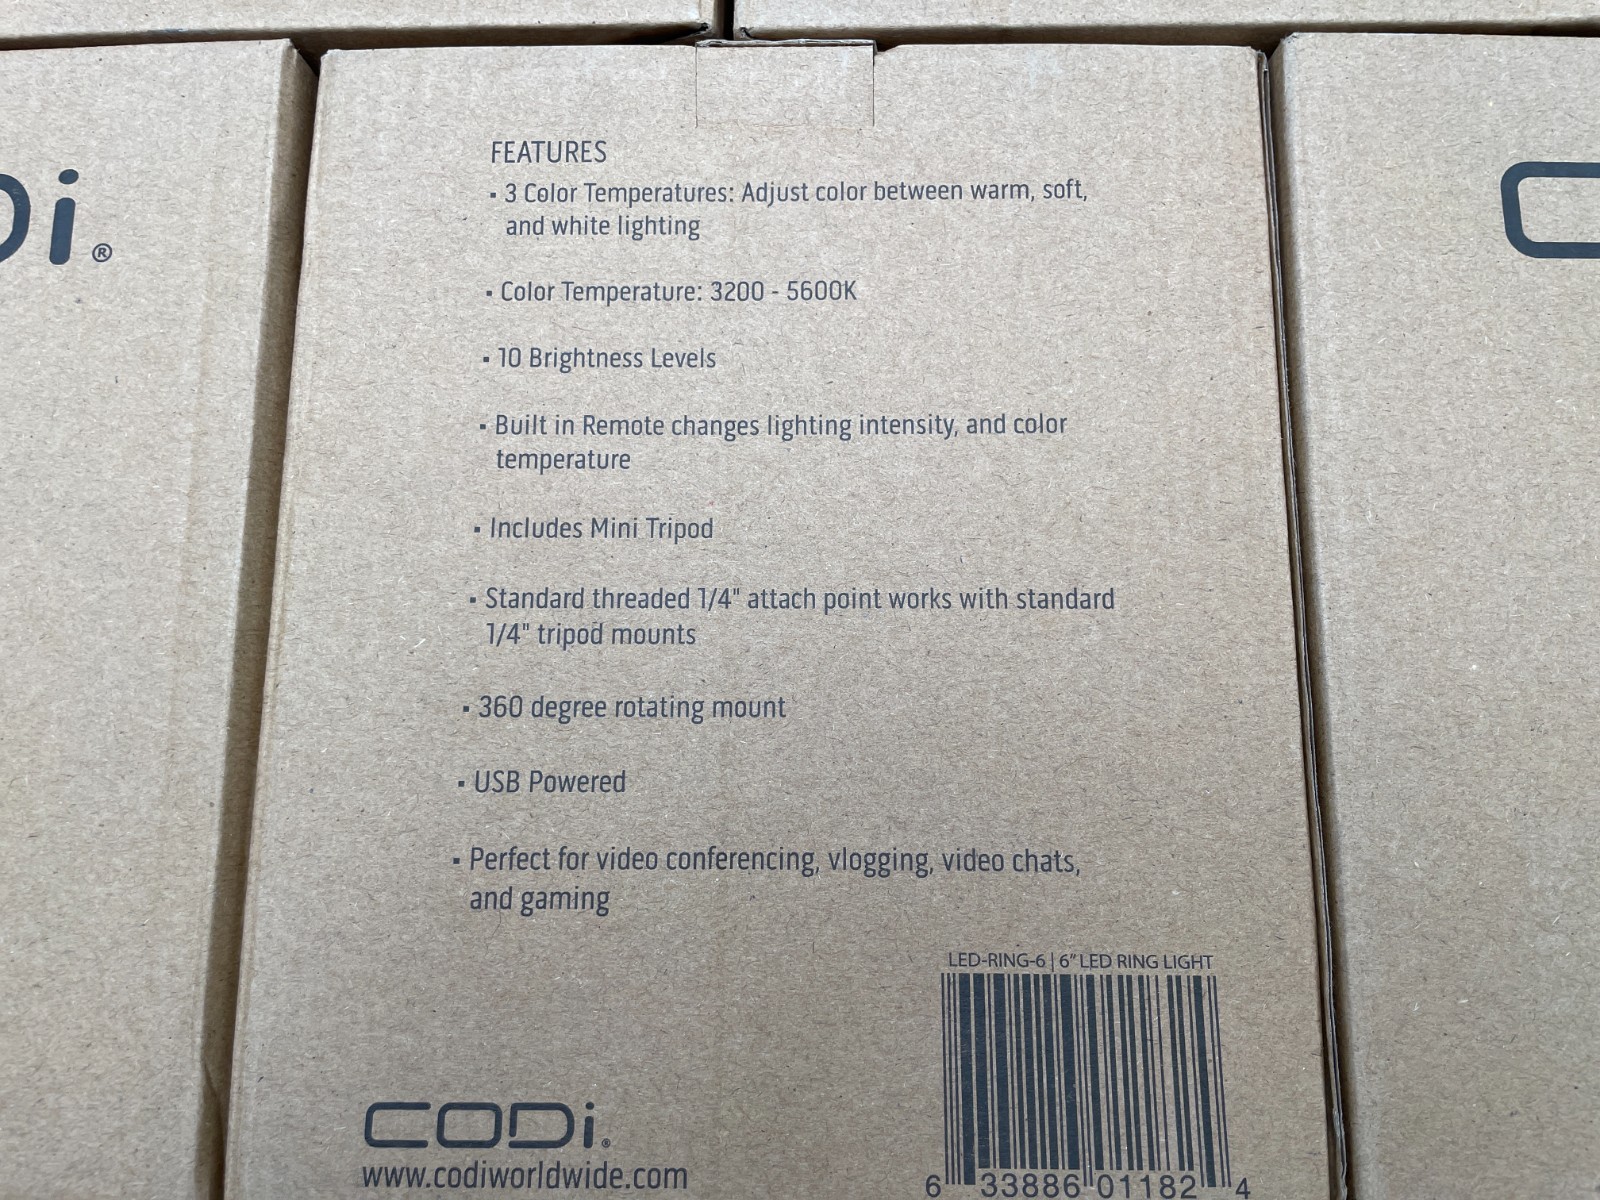 FEATURES
▪ 3 Color Temperatures: Adjust color between warm, soft,
and white lighting
▪ Color Temperature: 3200 - 5600K
▪ 10 Brightness Levels
▪ Built in Remote changes lighting intensity, and color
temperature
▪ Includes Mini Tripod
▪ Standard threaded 1/4" attach point works with standard
1/4" tripod mounts
▪ 360 degree rotating mount
▪ USB Powered
▪ Perfect for video conferencing, vlogging, video chats,
and gaming
LED-RING-6 | 6" LED RING LIGHT
6 33886 01182 4
CODi®
www.codiworldwide.com
Di®
C